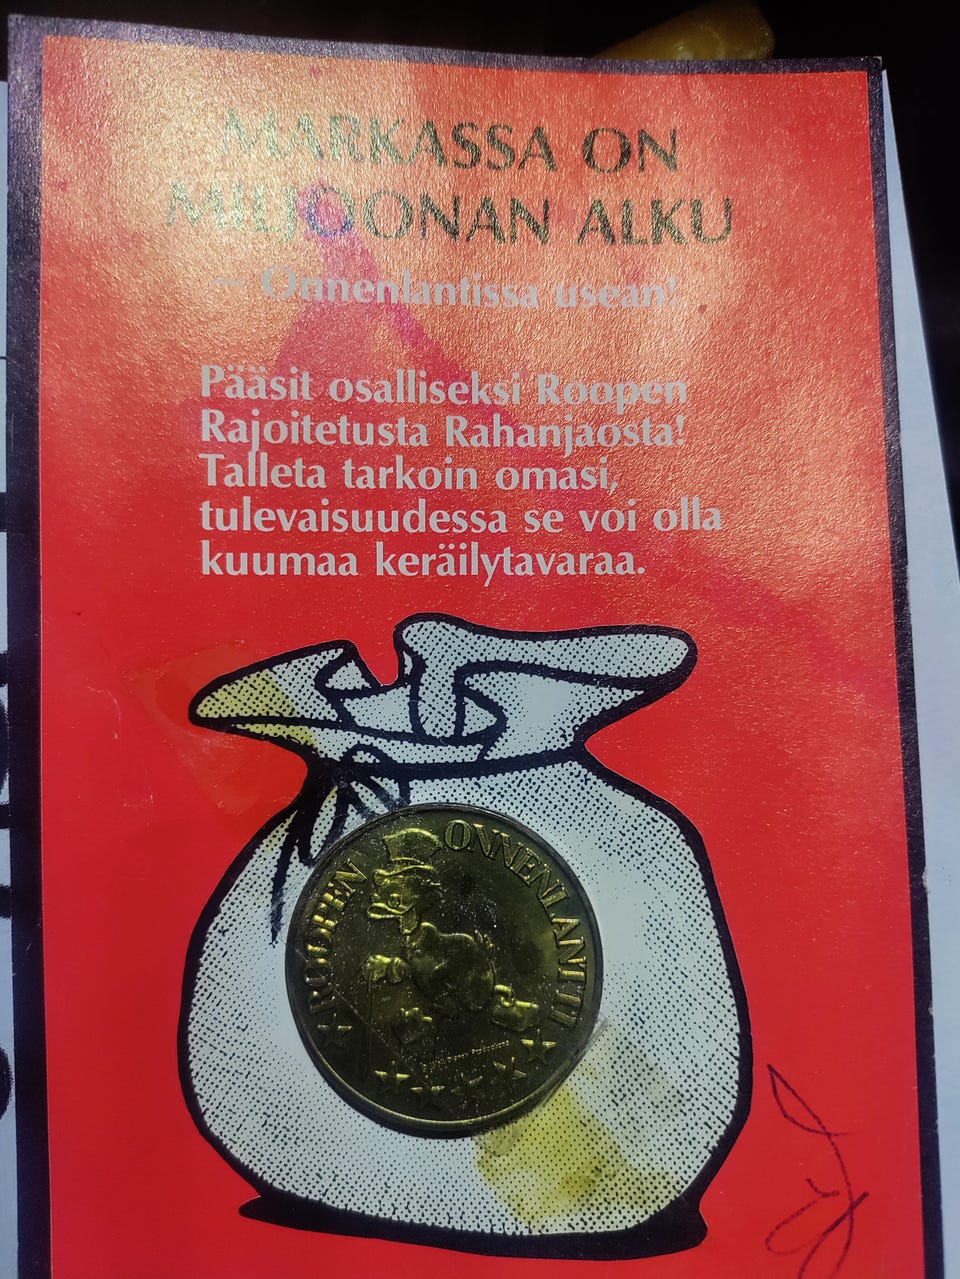 MARKASSA ON
MILJOONAN ALKU
– Onnenlantissa usean!
Pääsit osalliseksi Roopen
Rajoitetusta Rahanjaosta!
Talleta tarkoin omasi,
tulevaisuudessa se voi olla
kuumaa keräilytavaraa.
ROOPEN ONNENLANTTI